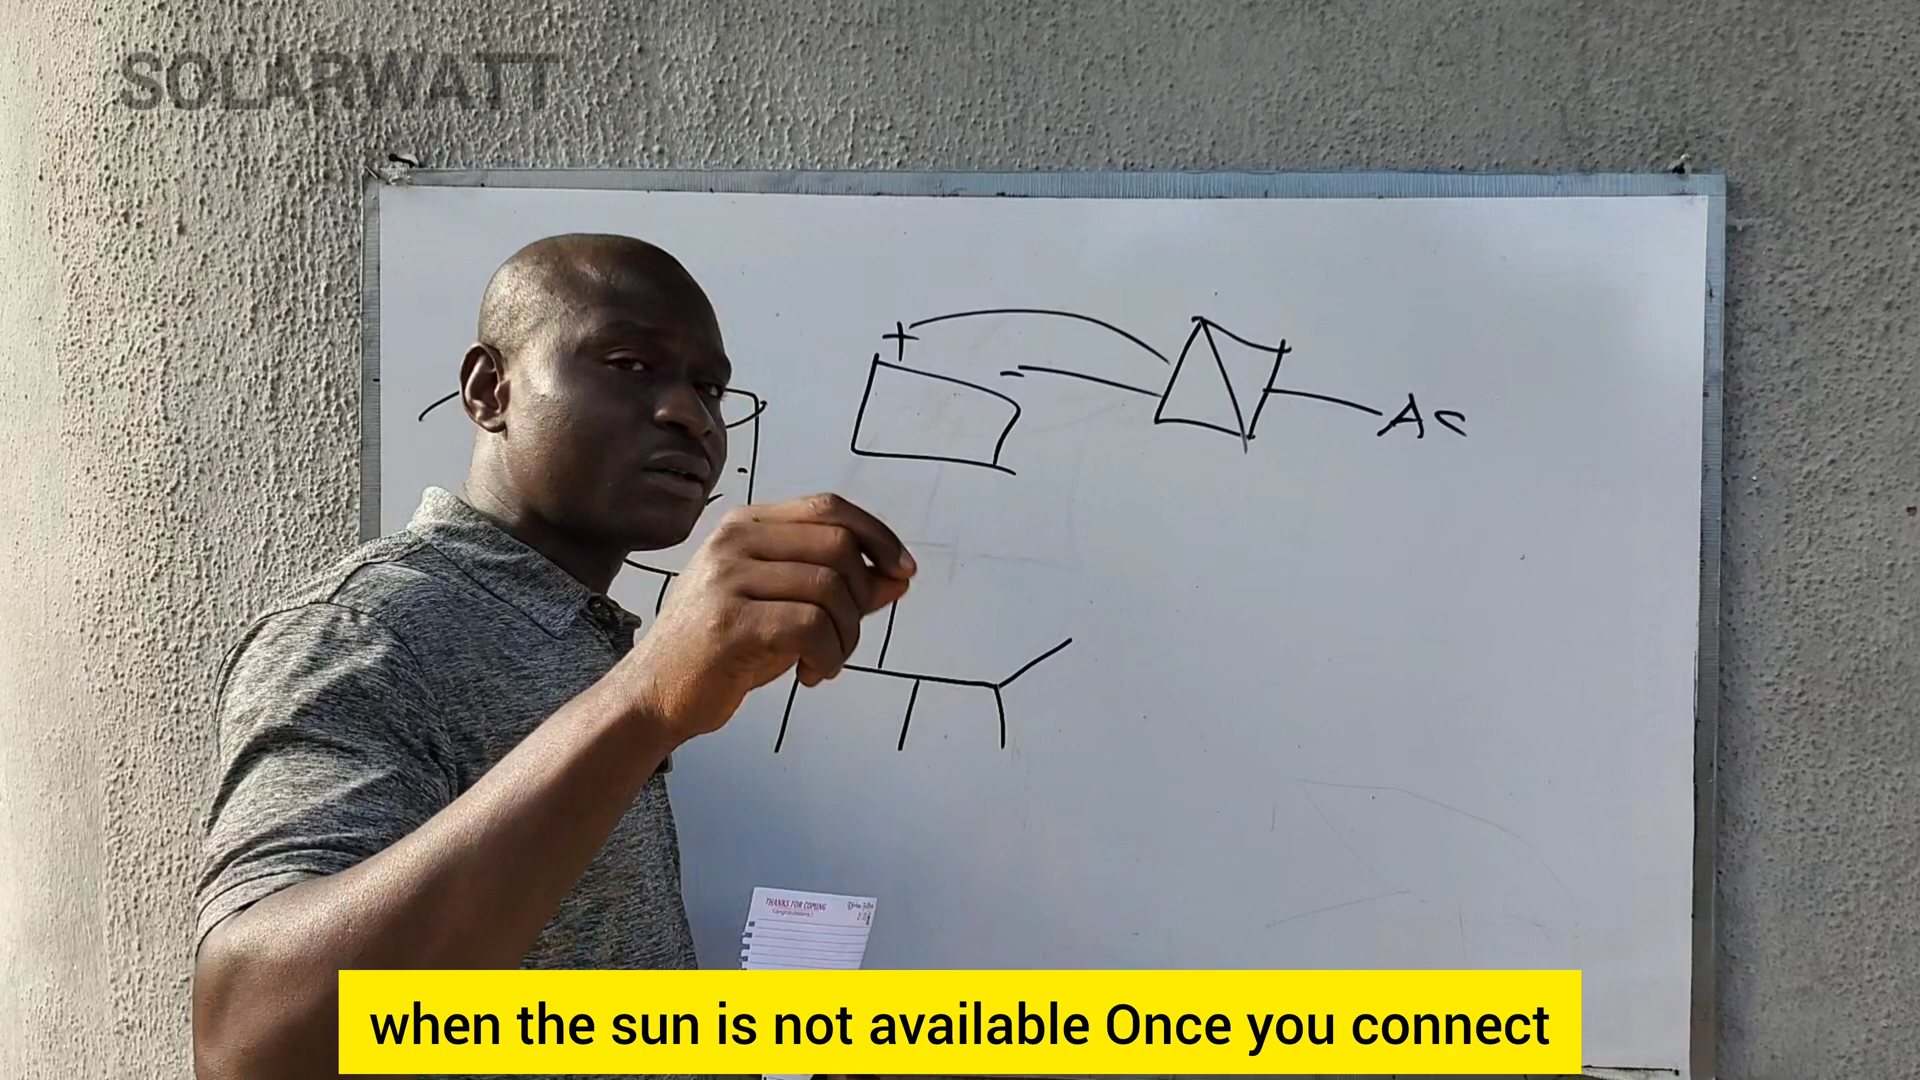 SOLARWATT
+
-
AC
-
THANKS FOR COMING
Congratulations!
when the sun is not available Once you connect